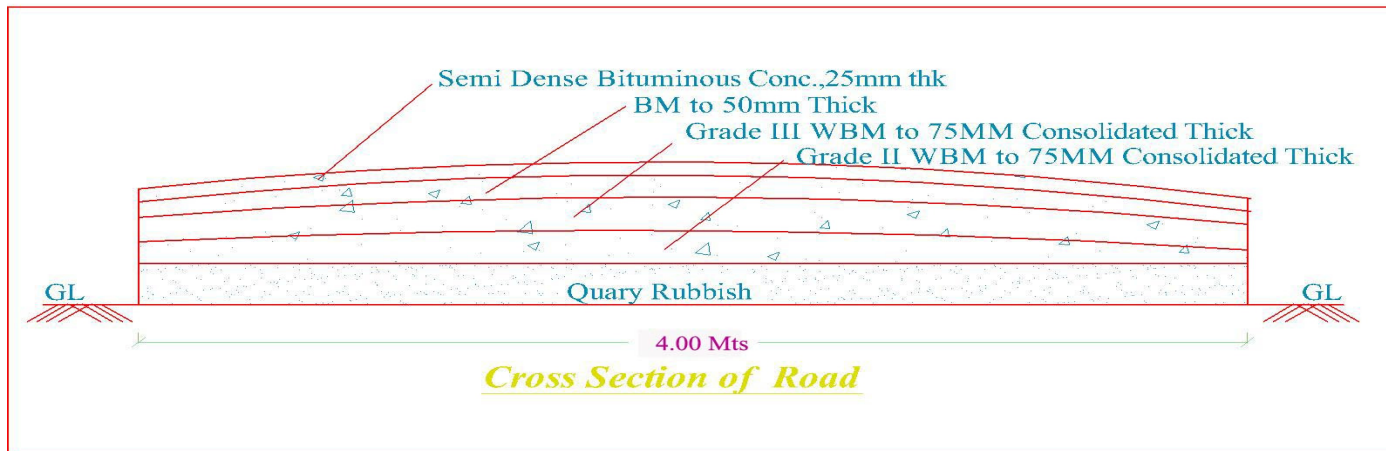 Semi Dense Bituminous Conc.,25mm thk
BM to 50mm Thick
Grade III WBM to 75MM Consolidated Thick
Grade II WBM to 75MM Consolidated Thick
GL
Quary Rubbish
GL
4.00 Mts
Cross Section of Road